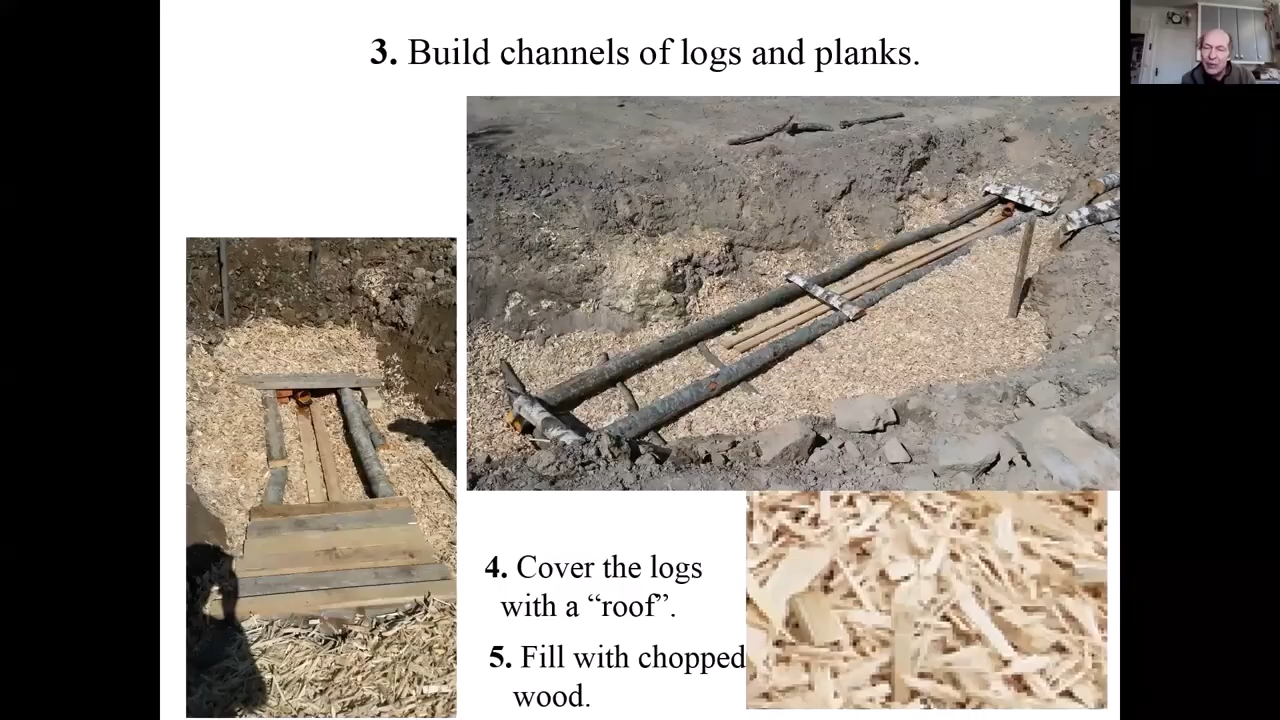 3. Build channels of logs and planks.
4. Cover the logs
with a “roof”.
5. Fill with chopped
wood.